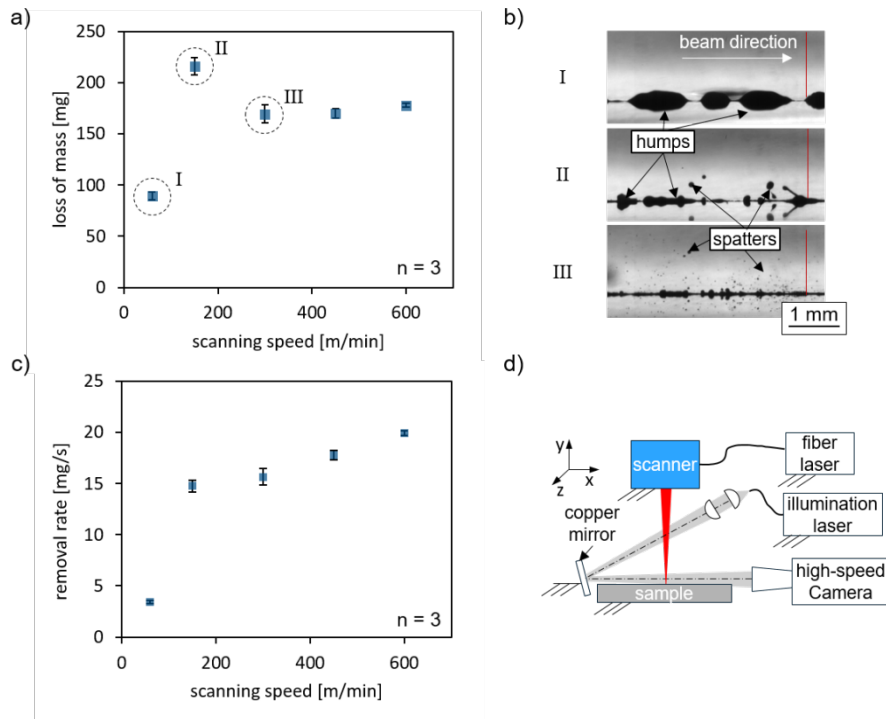 a)
250
200
150
100
50
0
loss of mass [mg]
I
II
III
n = 3
0
200
400
600
scanning speed [m/min]
b)
beam direction
I
humps
II
spatters
III
1 mm
c)
25
20
15
10
5
0
removal rate [mg/s]
n = 3
0
200
400
600
scanning speed [m/min]
d)
y
x
z
scanner
fiber
laser
illumination
laser
copper
mirror
high-speed
Camera
sample